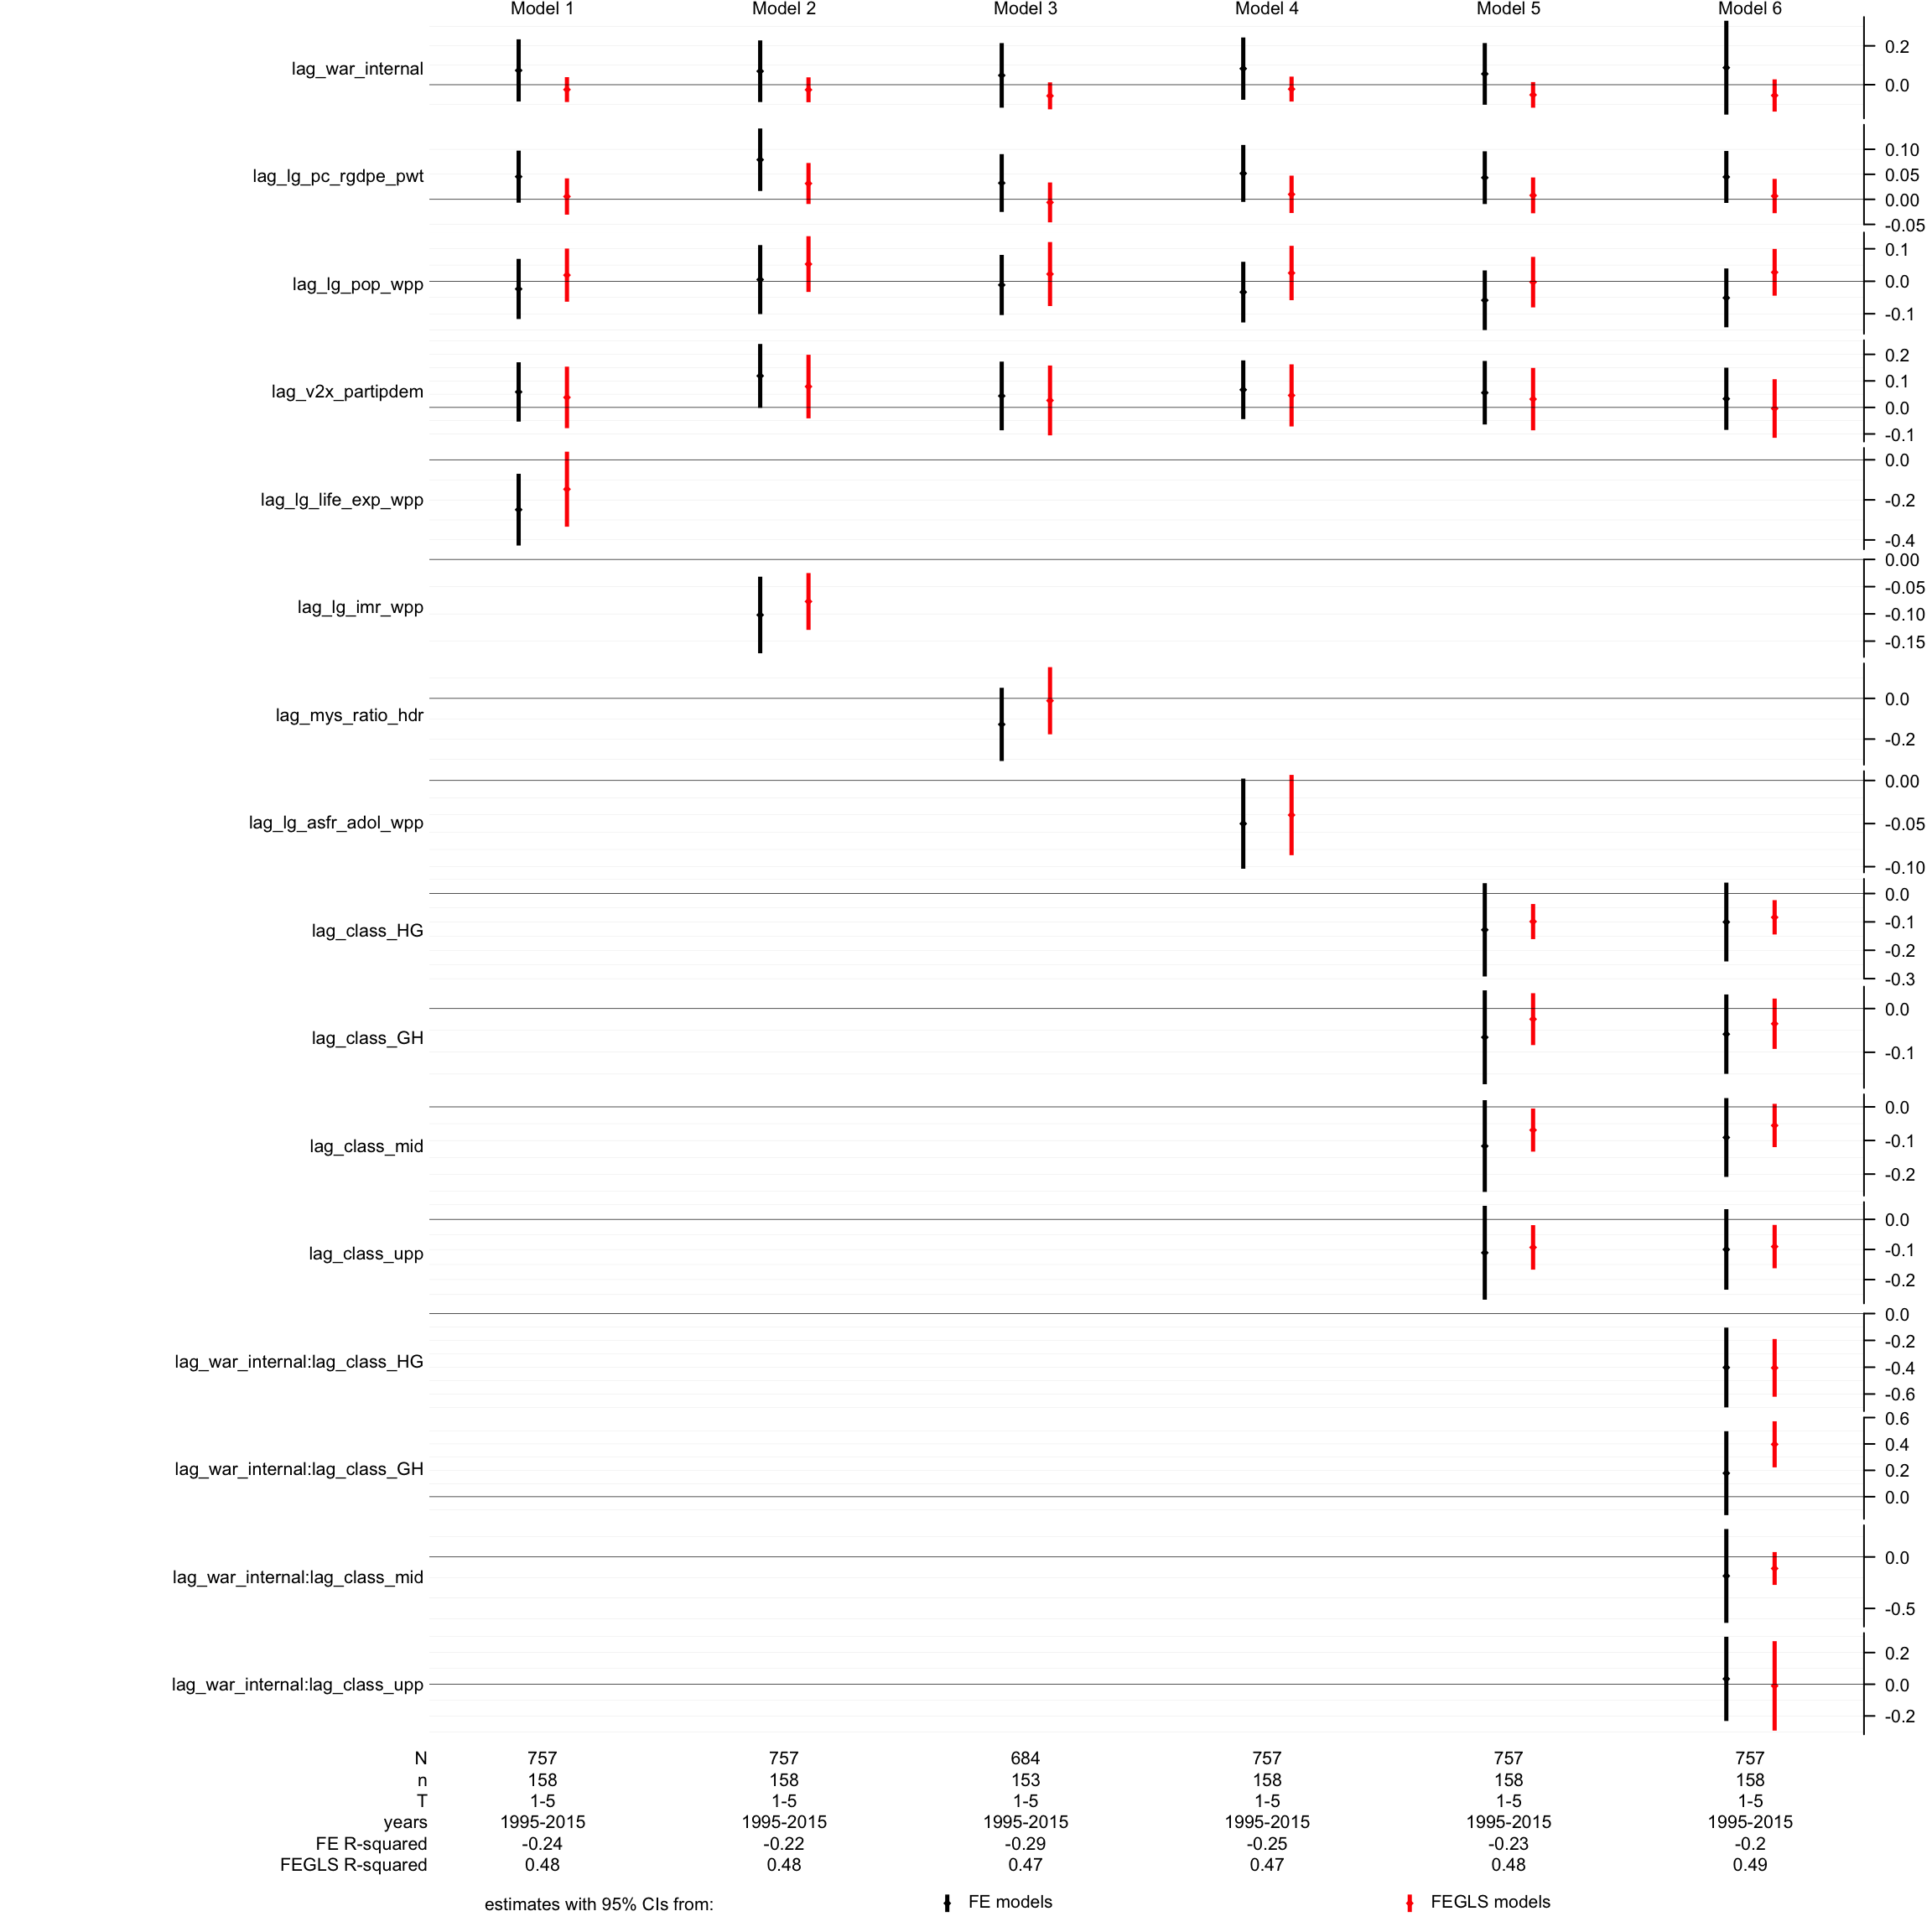 Model 1 Model 2 Model 3 Model 4 Model 5 Model 6
lag_war_internal
0.2
0.0
lag_lg_pc_rgdpe_pwt
0.10
0.05
0.00
-0.05
lag_lg_pop_wpp
0.1
0.0
-0.1
lag_v2x_partipdem
0.2
0.1
0.0
-0.1
lag_lg_life_exp_wpp
0.0
-0.2
-0.4
lag_lg_imr_wpp
0.00
-0.05
-0.10
-0.15
lag_mys_ratio_hdr
0.0
-0.2
lag_lg_asfr_adol_wpp
0.00
-0.05
-0.10
lag_class_HG
0.0
-0.1
-0.2
-0.3
lag_class_GH
0.0
-0.1
lag_class_mid
0.0
-0.1
-0.2
lag_class_upp
0.0
-0.1
-0.2
lag_war_internal:lag_class_HG
0.0
-0.2
-0.4
-0.6
lag_war_internal:lag_class_GH
0.6
0.4
0.2
0.0
lag_war_internal:lag_class_mid
0.0
-0.5
lag_war_internal:lag_class_upp
0.2
0.0
-0.2
N 757 757 684 757 757 757
n 158 158 153 158 158 158
T 1-5 1-5 1-5 1-5 1-5 1-5
years 1995-2015 1995-2015 1995-2015 1995-2015 1995-2015 1995-2015
FE R-squared -0.24 -0.22 -0.29 -0.25 -0.23 -0.2
FEGLS R-squared 0.48 0.48 0.47 0.47 0.48 0.49
estimates with 95% CIs from: FE models FEGLS models